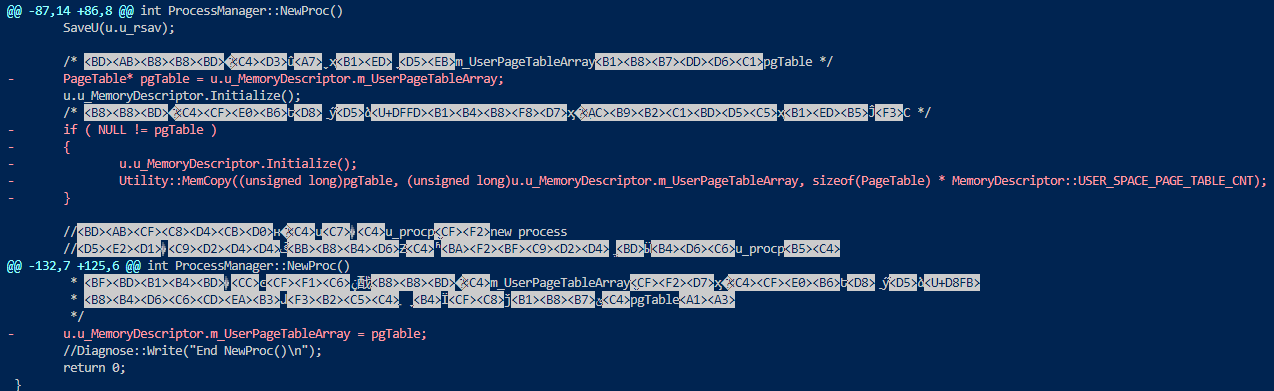 @@ -87,14 +86,8 @@ int ProcessManager::NewProc()
SaveU(u.u_rsav);
/* <BD><AB><B8><B8><BD> <C4><D3>û<A7> x<B1><ED> <D5><EB>m_UserPageTableArray<B1><B8><B7><DD><D6><C1>pgTable */
- PageTable* pgTable = u.u_MemoryDescriptor.m_UserPageTableArray;
u.u_MemoryDescriptor.Initialize();
/* <B8><B8><BD> <C4><CF><E0><B6> <D8> <D5> <U+DFFD><B1><B4><B8><F8><D7> <AC><B9><B2><C1><BD><D5><C5>x<B1><ED><B5> <F3>C */
- if ( NULL != pgTable )
- {
- u.u_MemoryDescriptor.Initialize();
- Utility::MemCopy((unsigned long)pgTable, (unsigned long)u.u_MemoryDescriptor.m_UserPageTableArray, sizeof(PageTable) * MemoryDescriptor::USER_SPACE_PAGE_TABLE_CNT);
- }
//<BD><AB><CF><C8><D4><CB><D0> <C4>u<C7> <C4>u_procp<CF><F2>new process
//<D5><E2><D1> <C9><D2><D4><D4> <BB><B8><B4><D6> <C4> <BA><F2><BF><C9><D2><D4> <BD> <B4><D6><C6>u_procp<B5><C4>
@@ -132,7 +125,6 @@ int ProcessManager::NewProc()
* <BF><BD><B1><B4><BD> <CC> <CF><F1><C6> <B8><B8><BD> <C4>m_UserPageTableArray<CF><F2><D7>x <C4><CF><E0><B6> <D8> <D5> <U+D8FB>
* <B8><B4><D6><C6><CD><EA><B3> <F3><B2><C5><C4> <B4>Ï<CF><C8>j<B1><B8><B7> <C4>pgTable<A1><A3>
*/
- u.u_MemoryDescriptor.m_UserPageTableArray = pgTable;
//Diagnose::Write("End NewProc()\n");
return 0;
}